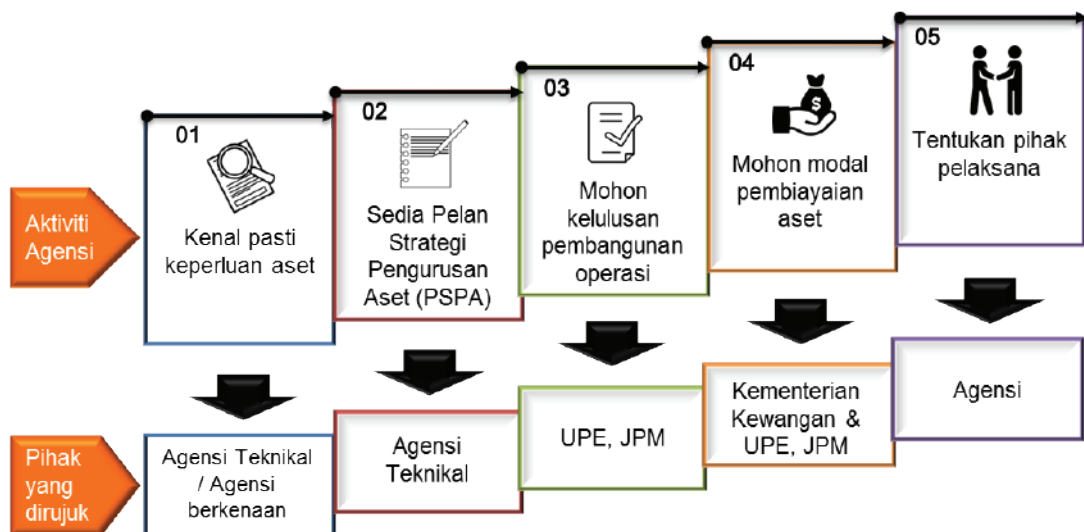 Aktiviti
Agensi
01
Kenal pasti
keperluan aset
02
Sedia Pelan
Strategi
Pengurusan
Aset (PSPA)
03
Mohon
kelulusan
pembangunan
operasi
04
$
Mohon modal
pembiayaian
aset
05
Tentukan pihak
pelaksana
Pihak
yang
dirujuk
Agensi Teknikal
/ Agensi
berkenaan
Agensi
Teknikal
UPE, JPM
Kementerian
Kewangan &
UPE, JPM
Agensi